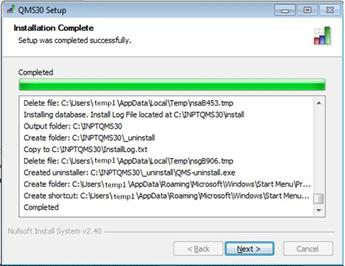 QMS30 Setup
Installation Complete
Setup was completed successfully.
Completed
Delete file: C:\Users\temp1\AppData\Local\Temp\nsaB453.tmp
Installing database. Install Log File located at C:\INPTQMS30\install
Output folder: C:\INPTQMS30
Create folder: C:\INPTQMS30\_uninstall
Copy to C:\INPTQMS30\InstallLog.txt
Delete file: C:\Users\temp1\AppData\Local\Temp\nsgB906.tmp
Created uninstaller: C:\INPTQMS30\_uninstall\QMS-uninstall.exe
Create folder: C:\Users\temp1\AppData\Roaming\Microsoft\Windows\Start Menu\Pr...
Create shortcut: C:\Users\temp1\AppData\Roaming\Microsoft\Windows\Start Men...
Completed
Nullsoft Install System v2.40
< Back
Next >
Cancel